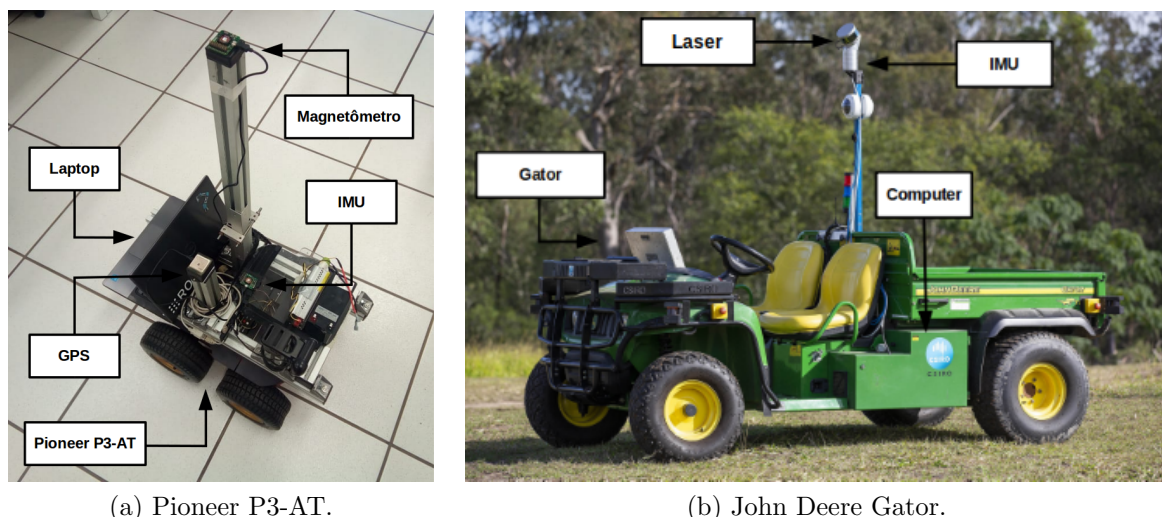 Magnetômetro
Laptop
IMU
GPS
Pioneer P3-AT
Laser
IMU
Gator
Computer
CSIRO
(a) Pioneer P3-AT.
(b) John Deere Gator.